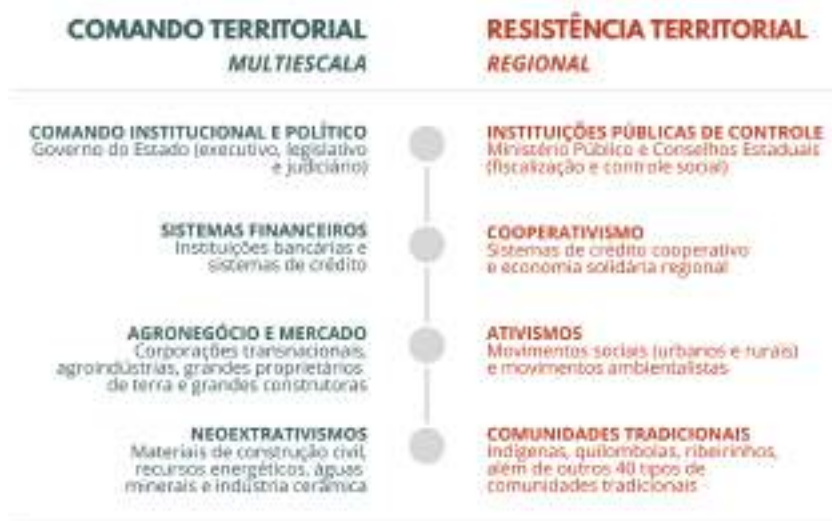 COMANDO TERRITORIAL
MULTIESCALA
RESISTÊNCIA TERRITORIAL
REGIONAL
COMANDO INSTITUCIONAL E POLÍTICO
Governo do Estado (executivo, legislativo
e judiciário)
INSTITUIÇÕES PÚBLICAS DE CONTROLE
Ministério Público e Conselhos Estaduais
(fiscalização e controle social)
SISTEMAS FINANCEIROS
Instituições bancárias e
sistemas de crédito
COOPERATIVISMO
Sistemas de crédito cooperativo
e economia solidária regional
AGRONEGÓCIO E MERCADO
Corporações transnacionais,
agroindústrias, grandes proprietários
de terra e grandes construtoras
ATIVISMOS
Movimentos sociais (urbanos e rurais)
e movimentos ambientalistas
NEOEXTRATIVISMOS
Materiais de construção civil,
recursos energéticos, águas
minerais e indústria cerâmica
COMUNIDADES TRADICIONAIS
Indígenas, quilombolas, ribeirinhos,
além de outros 40 tipos de
comunidades tradicionais